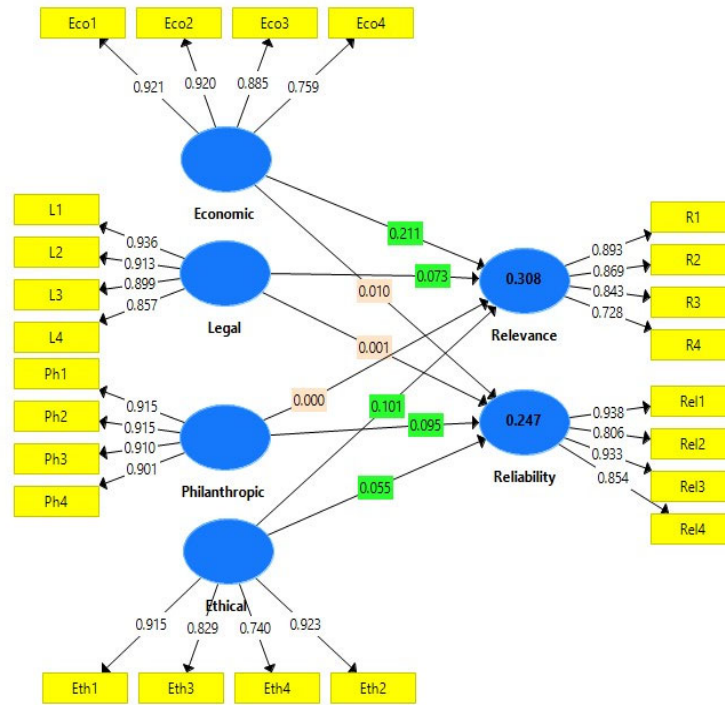 Eco1
Eco2
Eco3
Eco4
0.921
0.920
0.885
0.759
Economic
L1
L2
L3
L4
0.936
0.913
0.899
0.857
Legal
Ph1
Ph2
Ph3
Ph4
0.915
0.915
0.910
0.901
Philanthropic
Ethical
0.915
0.829
0.740
0.923
Eth1
Eth3
Eth4
Eth2
0.211
0.073
0.010
0.001
0.000
0.101
0.095
0.055
0.308
Relevance
0.893
0.869
0.843
0.728
R1
R2
R3
R4
0.247
Reliability
0.938
0.806
0.933
0.854
Rel1
Rel2
Rel3
Rel4